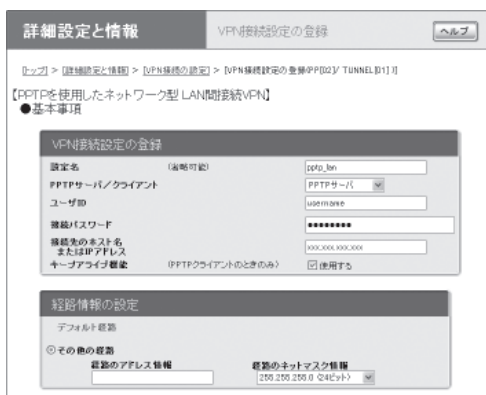 詳細設定と情報
VPN接続設定の登録
ヘルプ
[トップ] > [詳細設定と情報] > [VPN接続の設定] > [VPN接続設定の登録(PP[02]/ TUNNEL[01] )]
【PPTPを使用したネットワーク型 LAN間接続VPN】
●基本事項
VPN接続設定の登録
設定名 (省略可能) pptp_lan
PPTPサーバ/クライアント PPTPサーバ
ユーザID username
接続パスワード ●●●●●●●●
接続先のホスト名 xxx.xxx.xxx.xxx
またはIPアドレス
キープアライブ機能 (PPTPクライアントのときのみ) 使用する
経路情報の設定
デフォルト経路
その他の経路
経路のアドレス情報 経路のネットマスク情報
255.255.255.0 (24ビット)